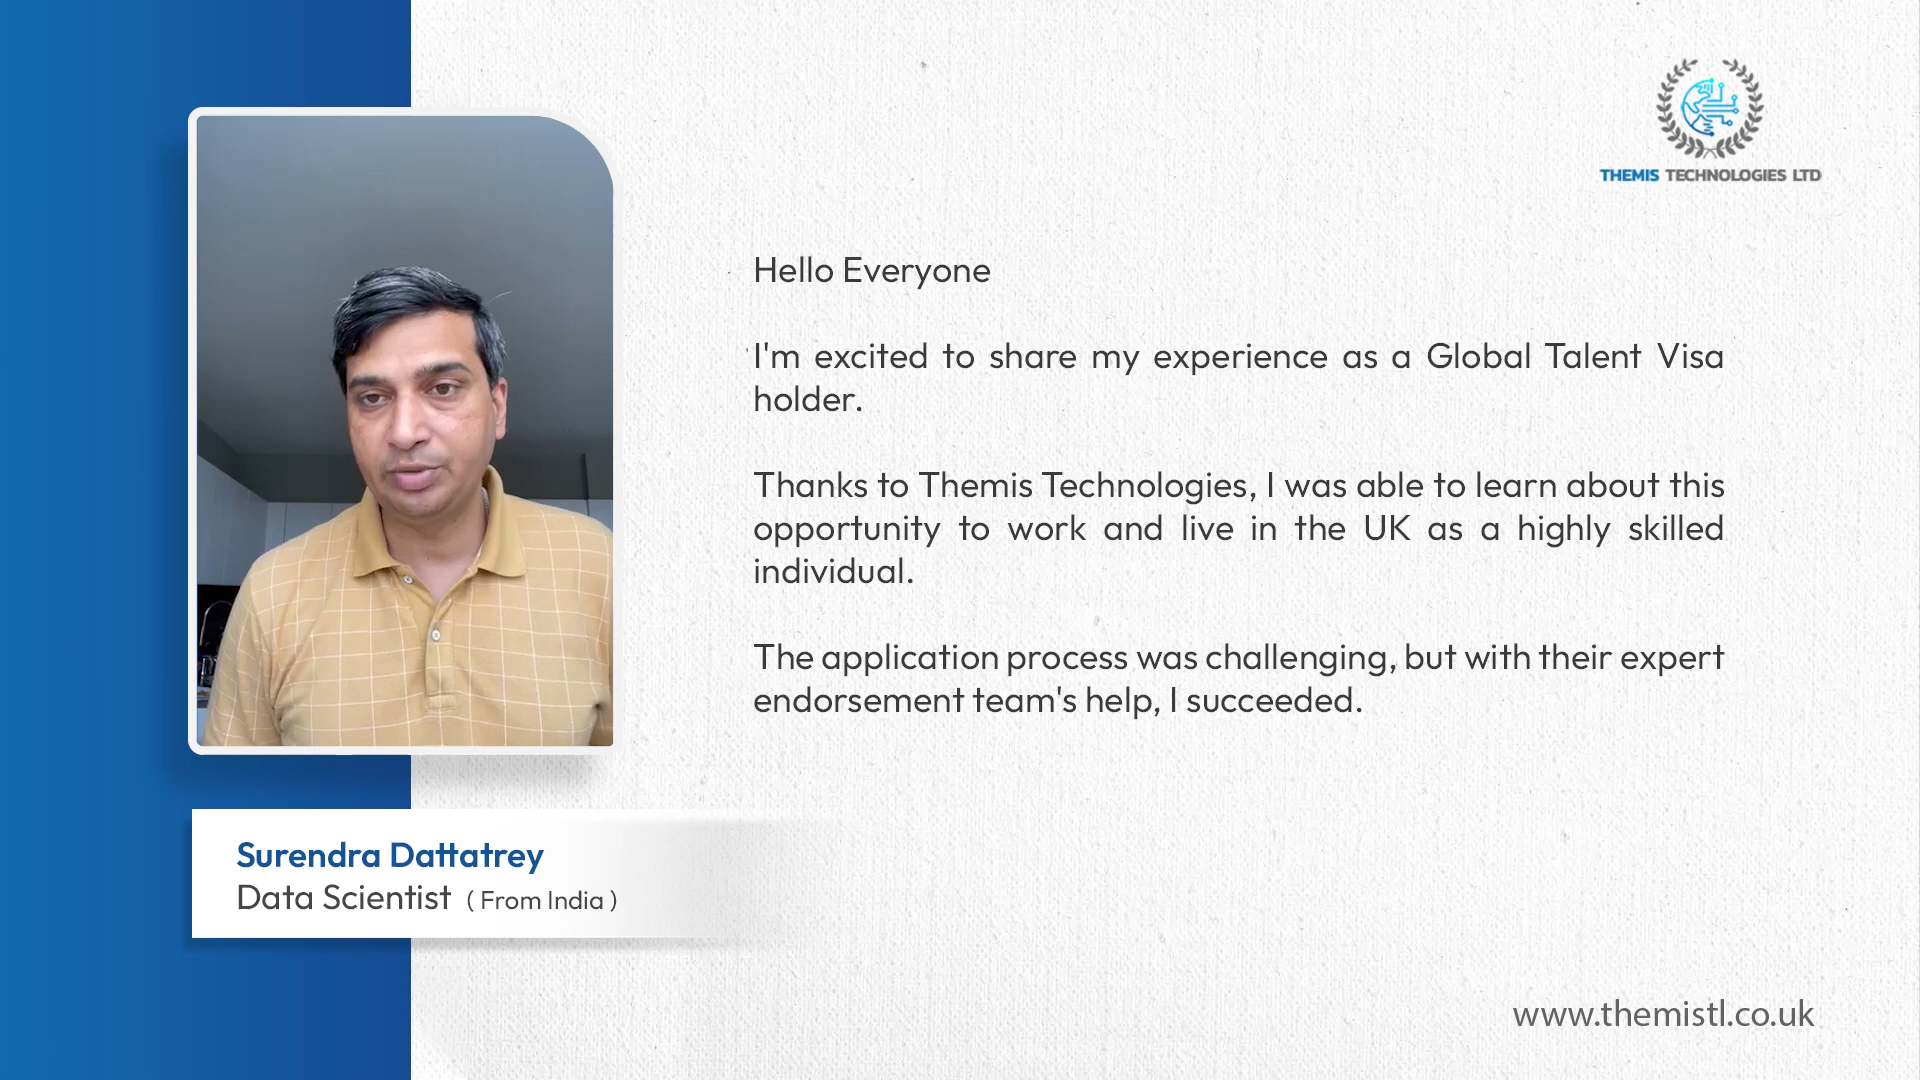 THEMIS TECHNOLOGIES LTD
Hello Everyone
I'm excited to share my experience as a Global Talent Visa
holder.
Thanks to Themis Technologies, I was able to learn about this
opportunity to work and live in the UK as a highly skilled
individual.
The application process was challenging, but with their expert
endorsement team's help, I succeeded.
Surendra Dattatrey
Data Scientist ( From India )
www.themistl.co.uk